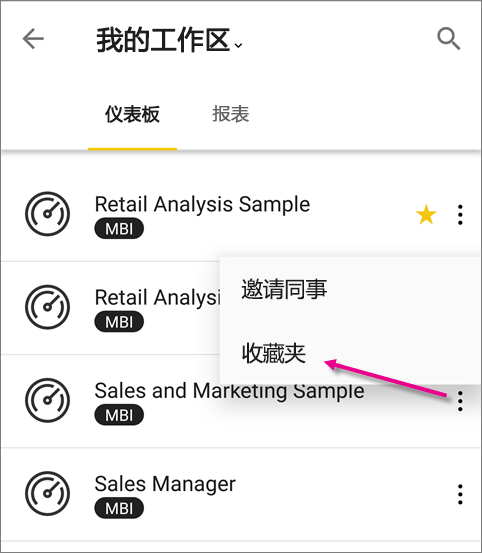 我的工作区
仪表板 报表
Retail Analysis Sample
MBI
邀请同事
Retail Analysi
MBI
收藏夹
Sales and Marketing Sample
MBI
Sales Manager
MBI